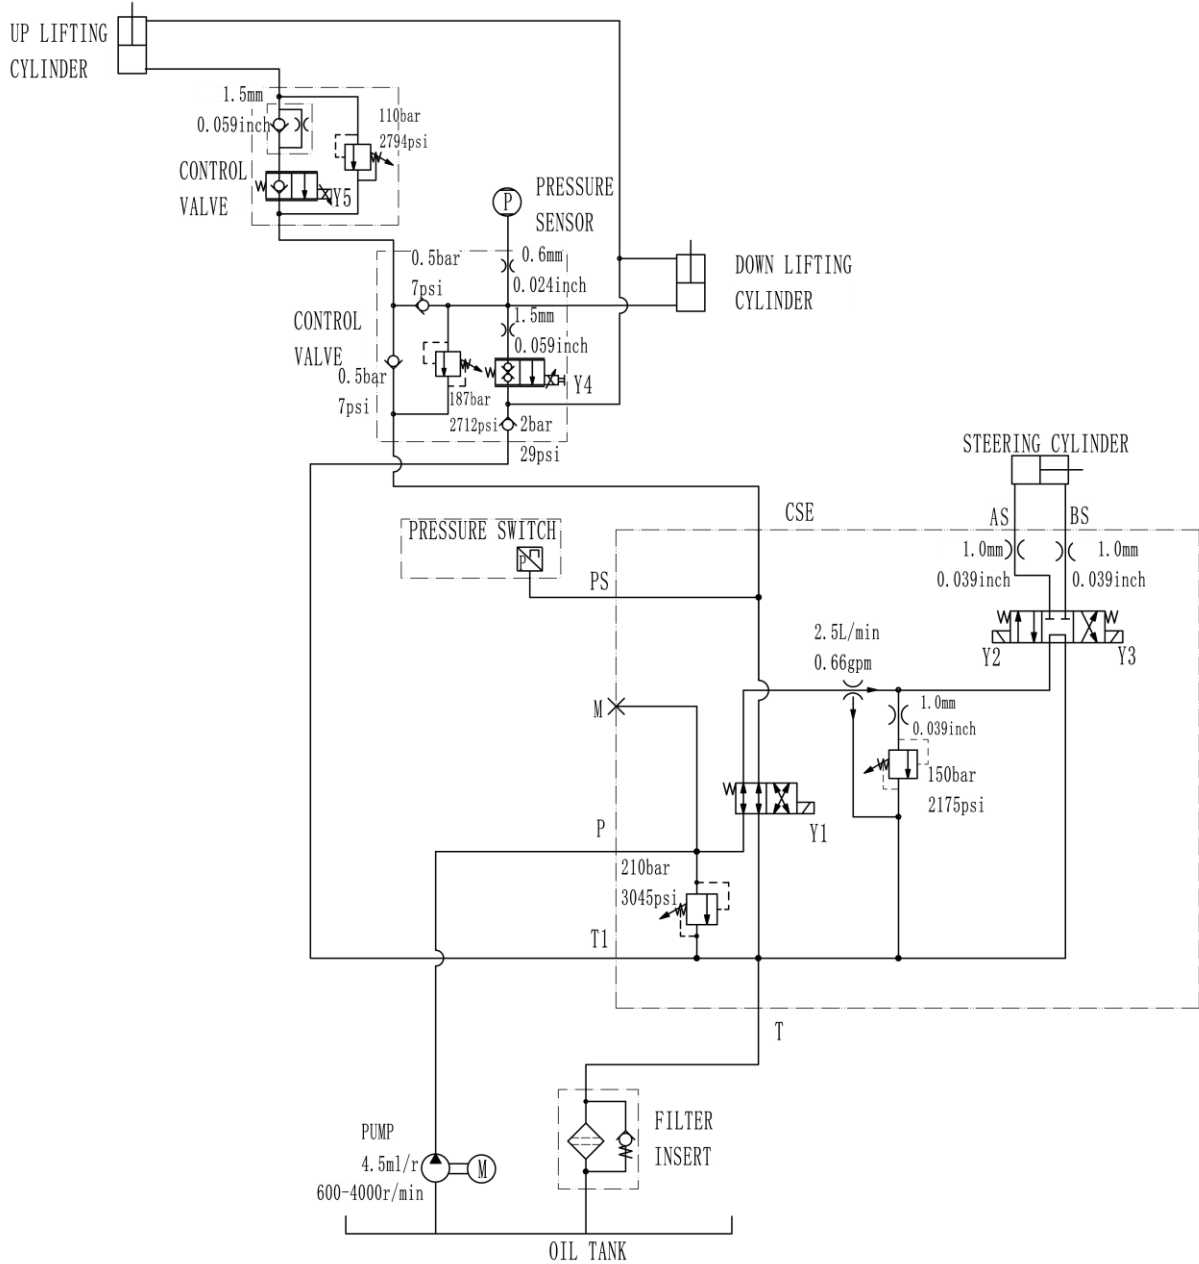 UP LIFTING
CYLINDER
1.5mm
0.059inch
110bar
2794psi
CONTROL
VALVE
Y5
P
PRESSURE
SENSOR
0.5bar
7psi
0.6mm
0.024inch
DOWN LIFTING
CYLINDER
CONTROL
VALVE
1.5mm
0.059inch
0.5bar
7psi
187bar
2712psi
Y4
2bar
29psi
STEERING CYLINDER
CSE
AS
BS
PRESSURE SWITCH
P
1.0mm
0.039inch
1.0mm
0.039inch
PS
2.5L/min
0.66gpm
Y2
Y3
M
1.0mm
0.039inch
150bar
2175psi
P
Y1
210bar
3045psi
T1
T
PUMP
4.5ml/r
600-4000r/min
M
FILTER
INSERT
OIL TANK